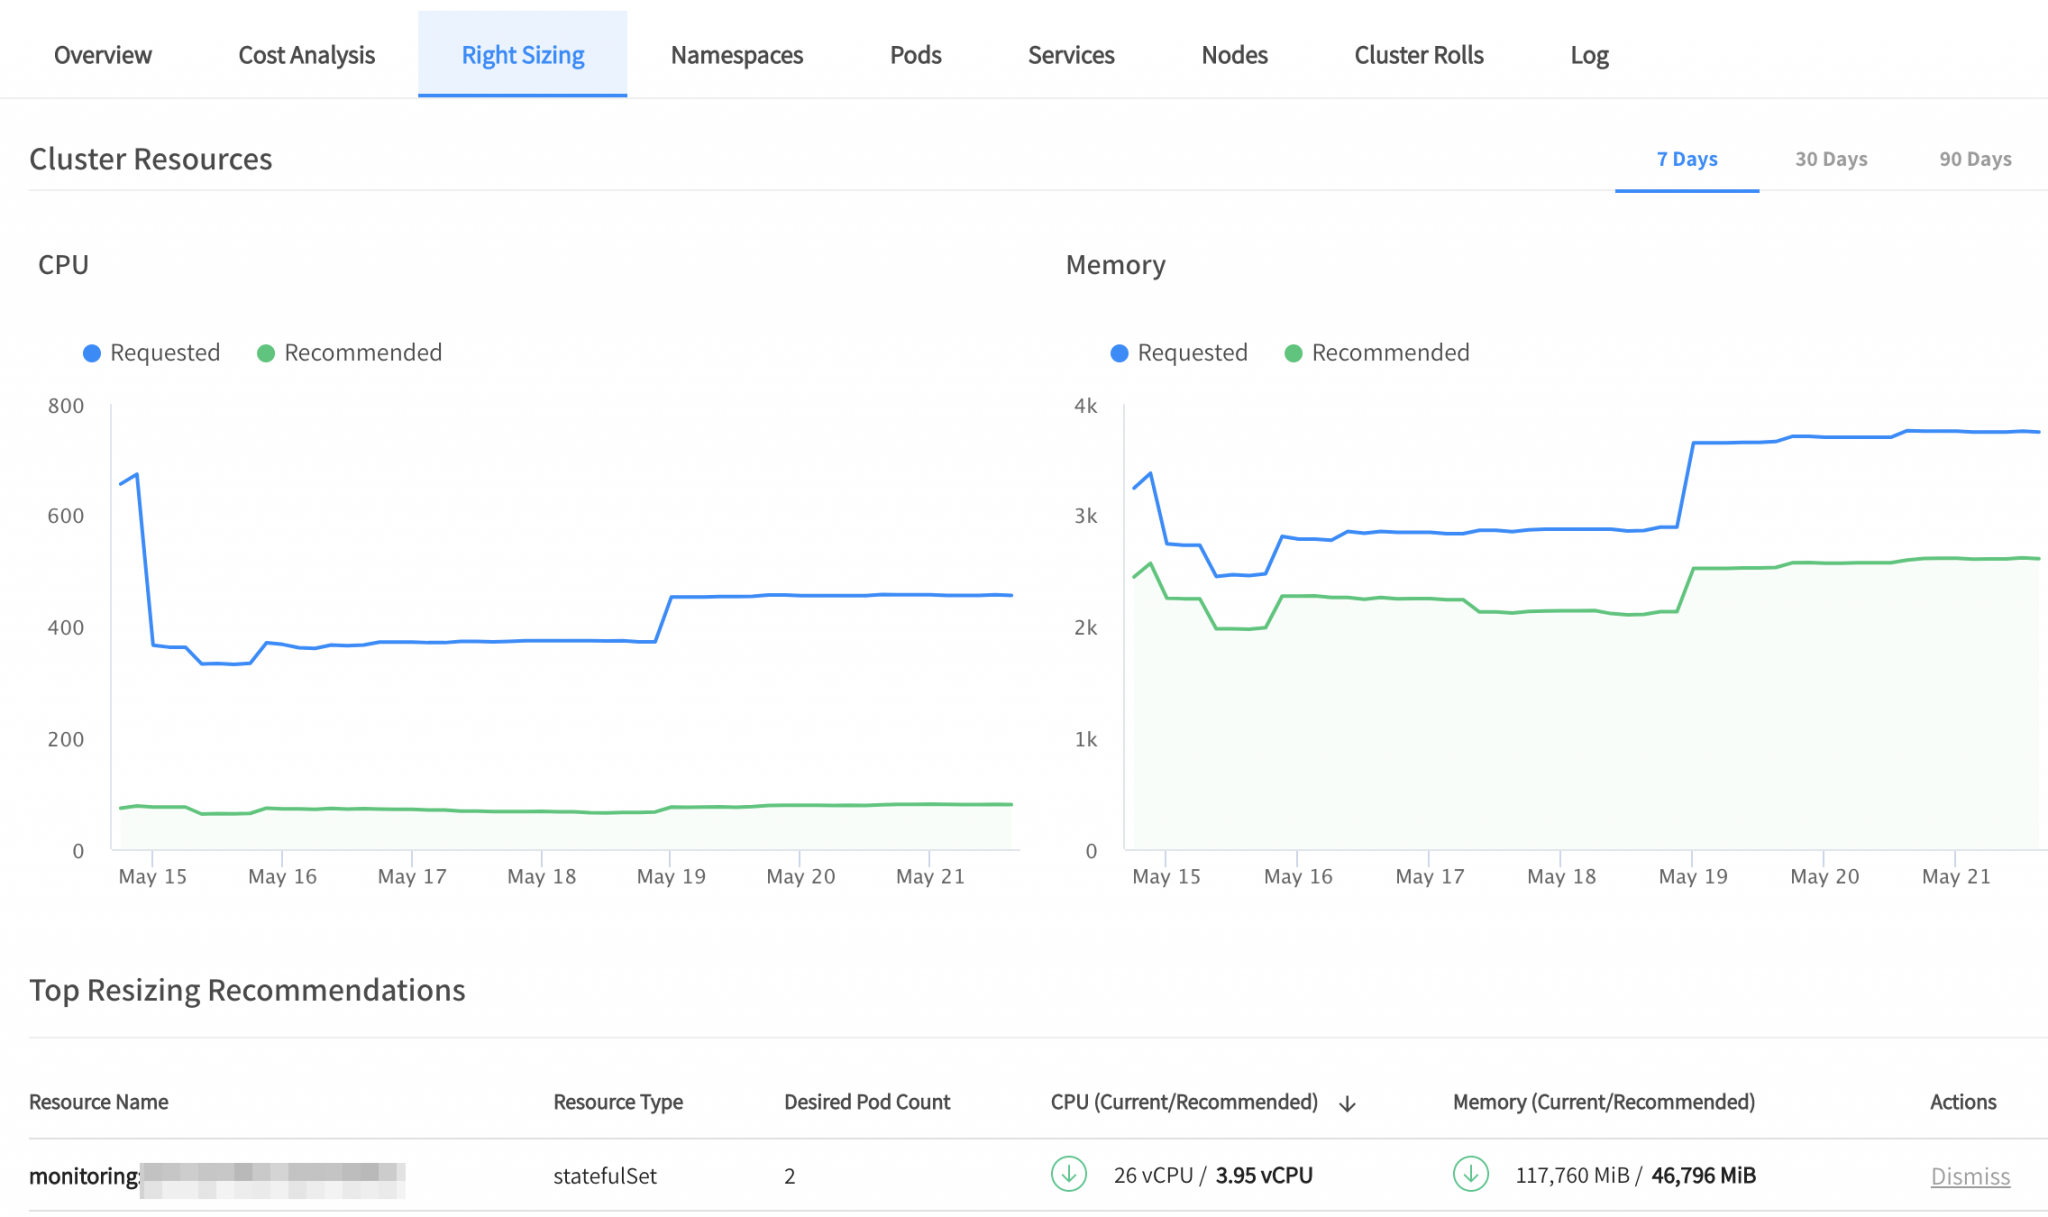 Overview Cost Analysis Right Sizing Namespaces Pods Services Nodes Cluster Rolls Log
Cluster Resources 7 Days 30 Days 90 Days
CPU
Requested Recommended
800
600
400
200
0
May 15 May 16 May 17 May 18 May 19 May 20 May 21
Memory
Requested Recommended
4k
3k
2k
1k
0
May 15 May 16 May 17 May 18 May 19 May 20 May 21
Top Resizing Recommendations
Resource Name Resource Type Desired Pod Count CPU (Current/Recommended) Memory (Current/Recommended) Actions
monitoring: statefulSet 2 26 vCPU / 3.95 vCPU 117,760 MiB / 46,796 MiB Dismiss